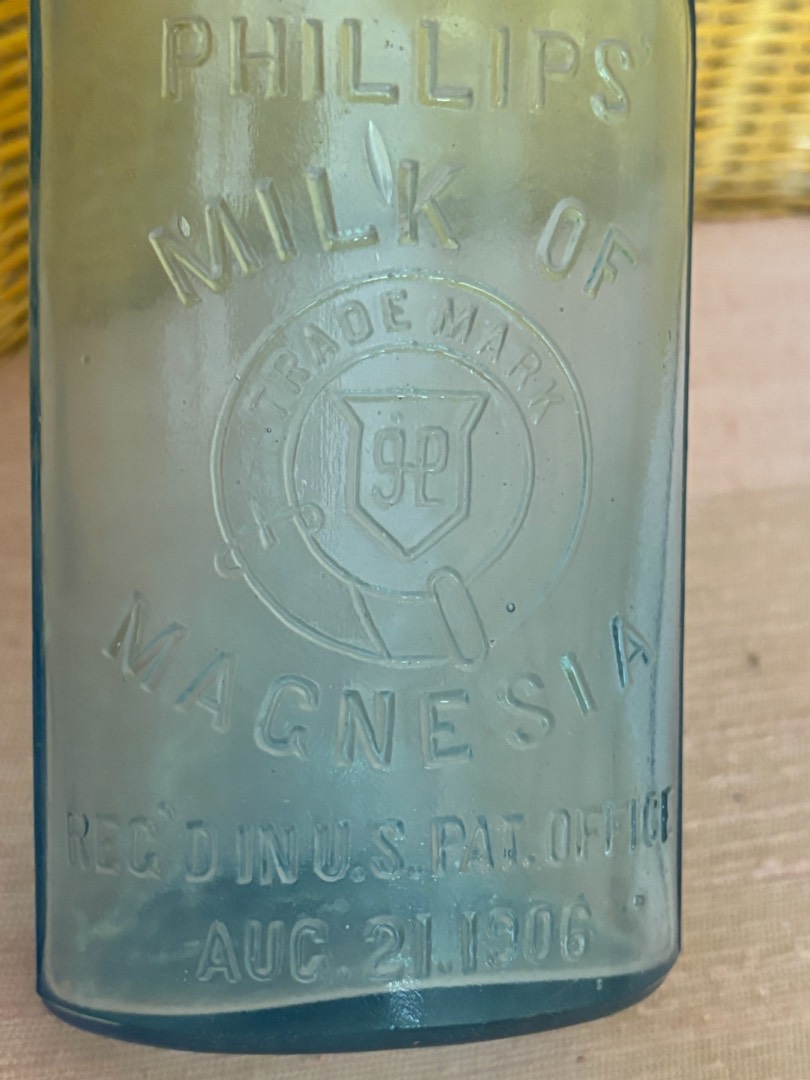 PHILLIPS'
MILK OF
TRADE MARK
MAGNESIA
REG'D IN U.S. PAT. OFFICE
AUG. 21. 1906